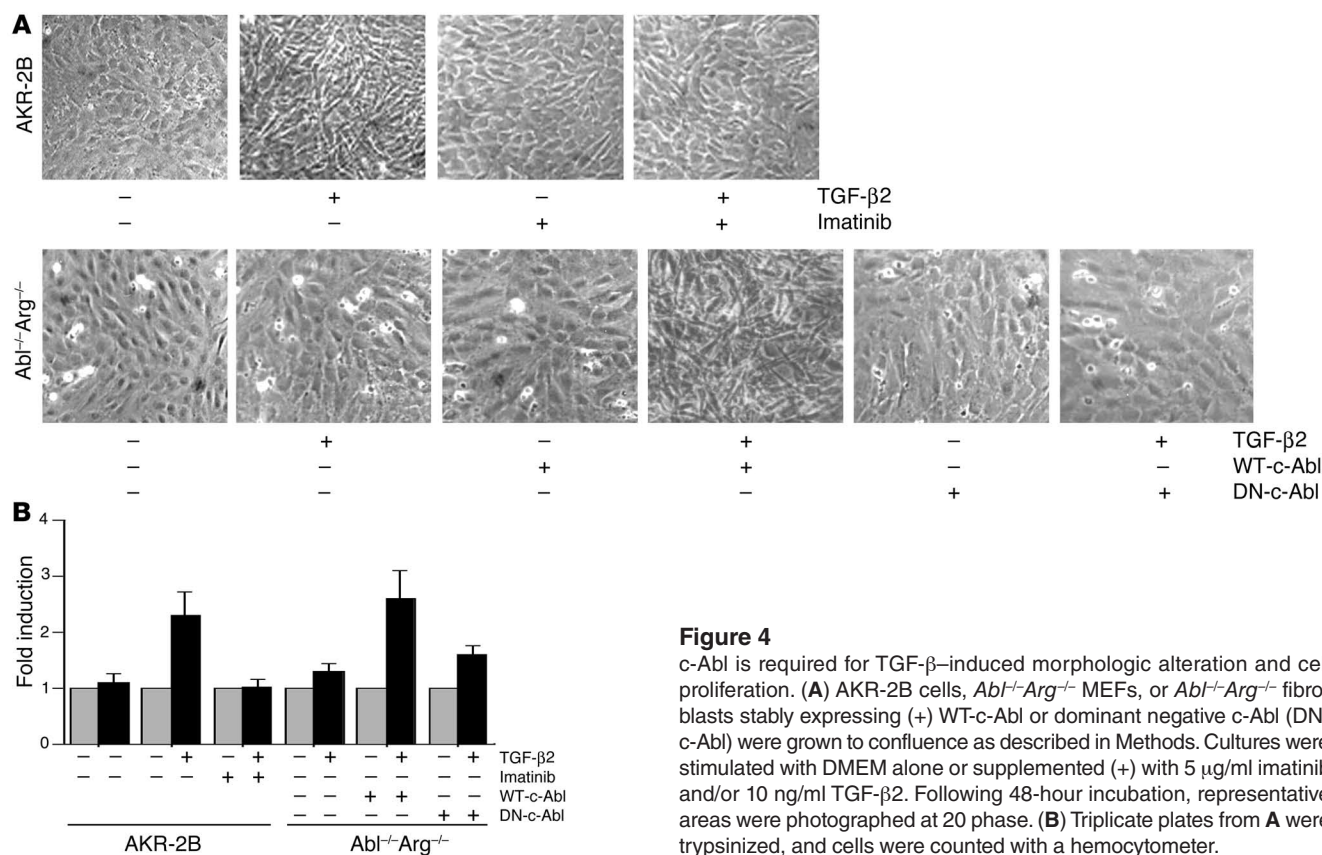 A
AKR-2B
– + – + TGF-β2
– – + + Imatinib
Abl–/–Arg–/–
– + – + – + TGF-β2
– – + + – – WT-c-Abl
– – – – + + DN-c-Abl
B
Fold induction
4
3
2
1
0
– – – + – + – + – + – + TGF-β2
– – – – + + – – – – – – Imatinib
– – + + – – WT-c-Abl
– – – – + + DN-c-Abl
AKR-2B Abl–/–Arg–/–
Figure 4
c-Abl is required for TGF-β–induced morphologic alteration and cel
proliferation. (A) AKR-2B cells, Abl–/–Arg–/– MEFs, or Abl–/–Arg–/– fibro
blasts stably expressing (+) WT-c-Abl or dominant negative c-Abl (DN
c-Abl) were grown to confluence as described in Methods. Cultures were
stimulated with DMEM alone or supplemented (+) with 5 μg/ml imatinib
and/or 10 ng/ml TGF-β2. Following 48-hour incubation, representative
areas were photographed at 20 phase. (B) Triplicate plates from A were
trypsinized, and cells were counted with a hemocytometer.